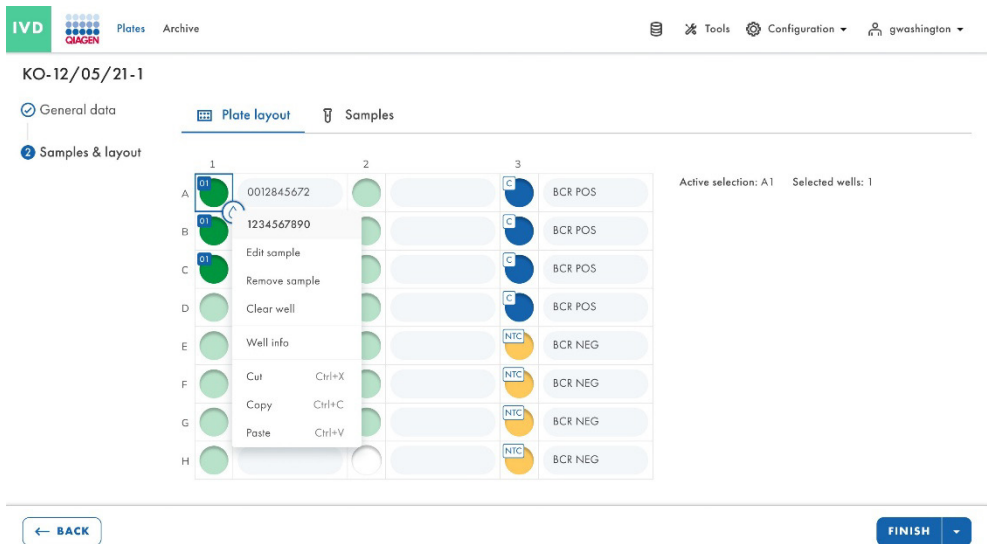 IVD QIAGEN Plates Archive Tools Configuration gwashington
KO-12/05/21-1
General data
2 Samples & layout
Plate layout Samples
1 2 3
Active selection: A1 Selected wells: 1
A 01 0012845672 C BCR POS
B 01 C BCR POS
C 01 C BCR POS
D C BCR POS
E NTC BCR NEG
F NTC BCR NEG
G NTC BCR NEG
H NTC BCR NEG
1234567890
Edit sample
Remove sample
Clear well
Well info
Cut Ctrl+X
Copy Ctrl+C
Paste Ctrl+V
← BACK FINISH